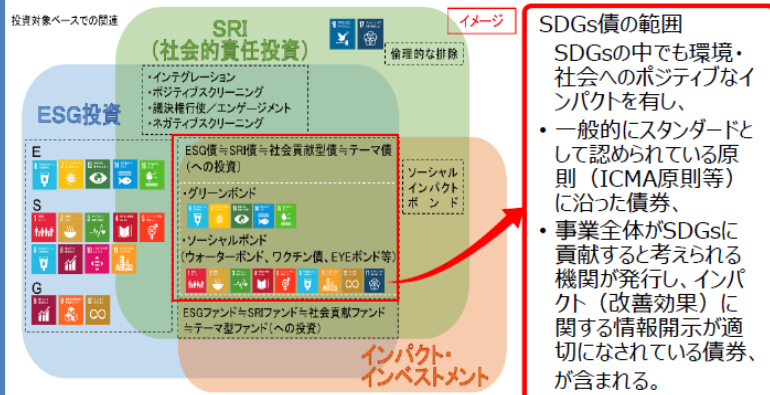 投資対象ベースでの関連
イメージ
SRI
(社会的責任投資)
倫理的な排除
・インテグレーション
・ポジティブスクリーニング
・議決権行使／エンゲージメント
・ネガティブスクリーニング
ESG投資
E
S
G
ESG債≒SRI債≒社会貢献型債≒テーマ債
(への投資)
・グリーンボンド
・ソーシャルボンド
(ウォーターボンド、ワクチン債、EYEボンド等)
ソーシャル
インパクト
ボンド
ESGファンド≒SRIファンド≒社会貢献ファンド
≒テーマ型ファンド(への投資)
インパクト・
インベストメント
SDGs債の範囲
SDGsの中でも環境・
社会へのポジティブなイ
ンパクトを有し、
• 一般的にスタンダードと
して認められている原
則（ICMA原則等）
に沿った債券、
• 事業全体がSDGsに
貢献すると考えられる
機関が発行し、インパ
クト（改善効果）に
関する情報開示が適
切になされている債券、
が含まれる。